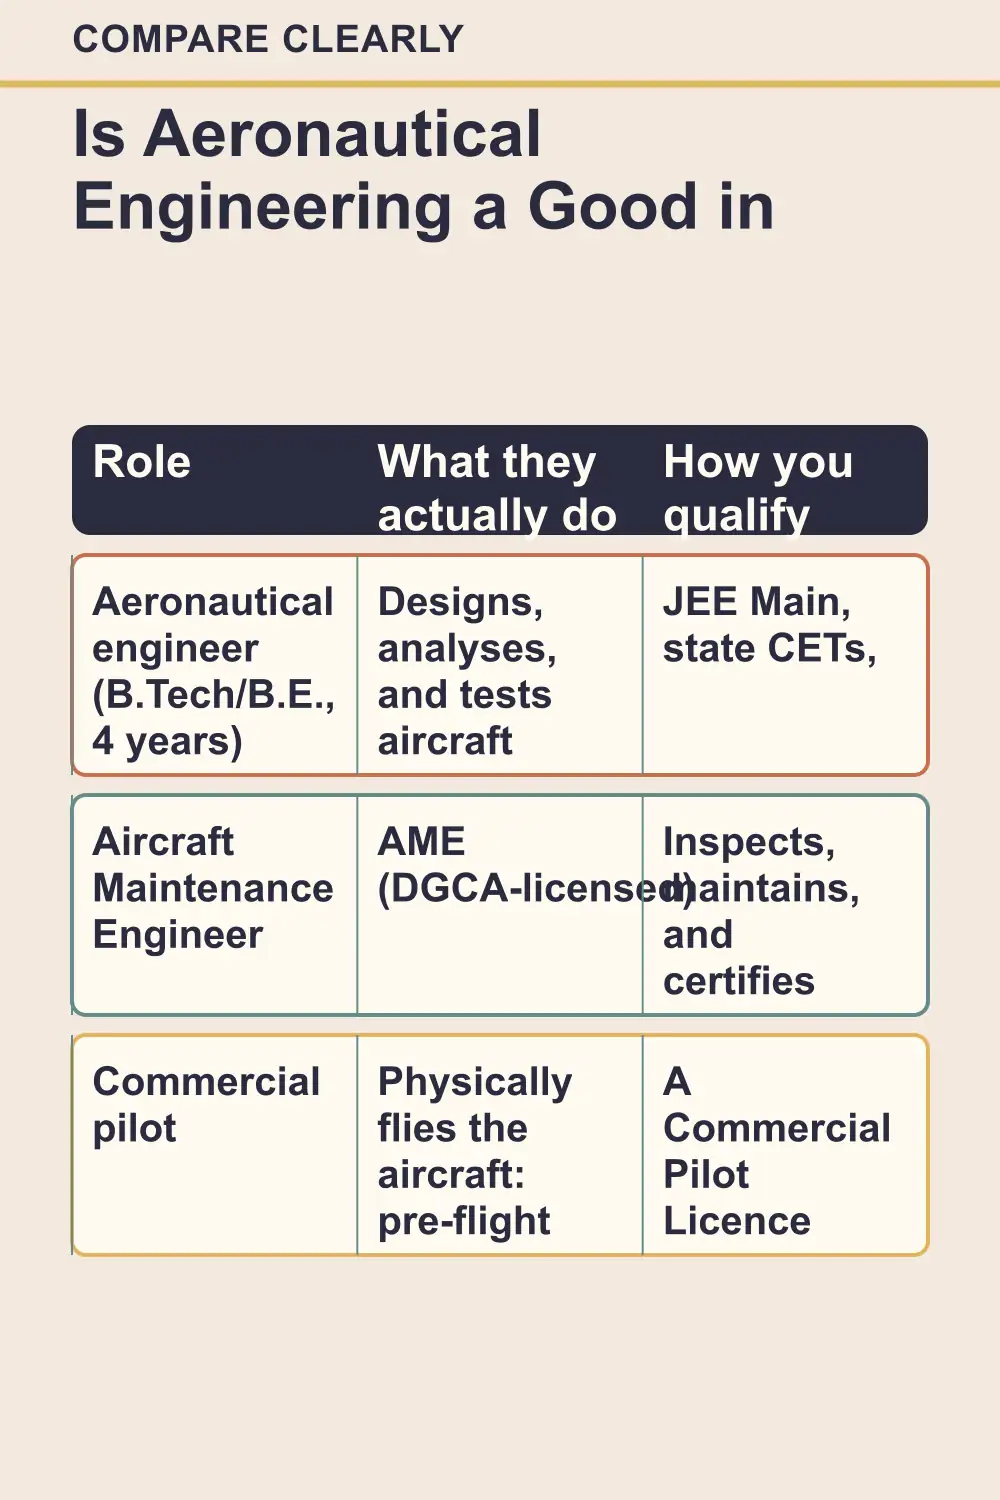 COMPARE CLEARLY
Is Aeronautical
Engineering a Good in
Role
What they
actually do
How you
qualify
Aeronautical
engineer
(B.Tech/B.E.,
4 years)
Designs,
analyses,
and tests
aircraft
JEE Main,
state CETs,
Aircraft
Maintenance
Engineer
AME
(DGCA-licensed)
Inspects,
maintains,
and
certifies
Commercial
pilot
Physically
flies the
aircraft:
pre-flight
A
Commercial
Pilot
Licence